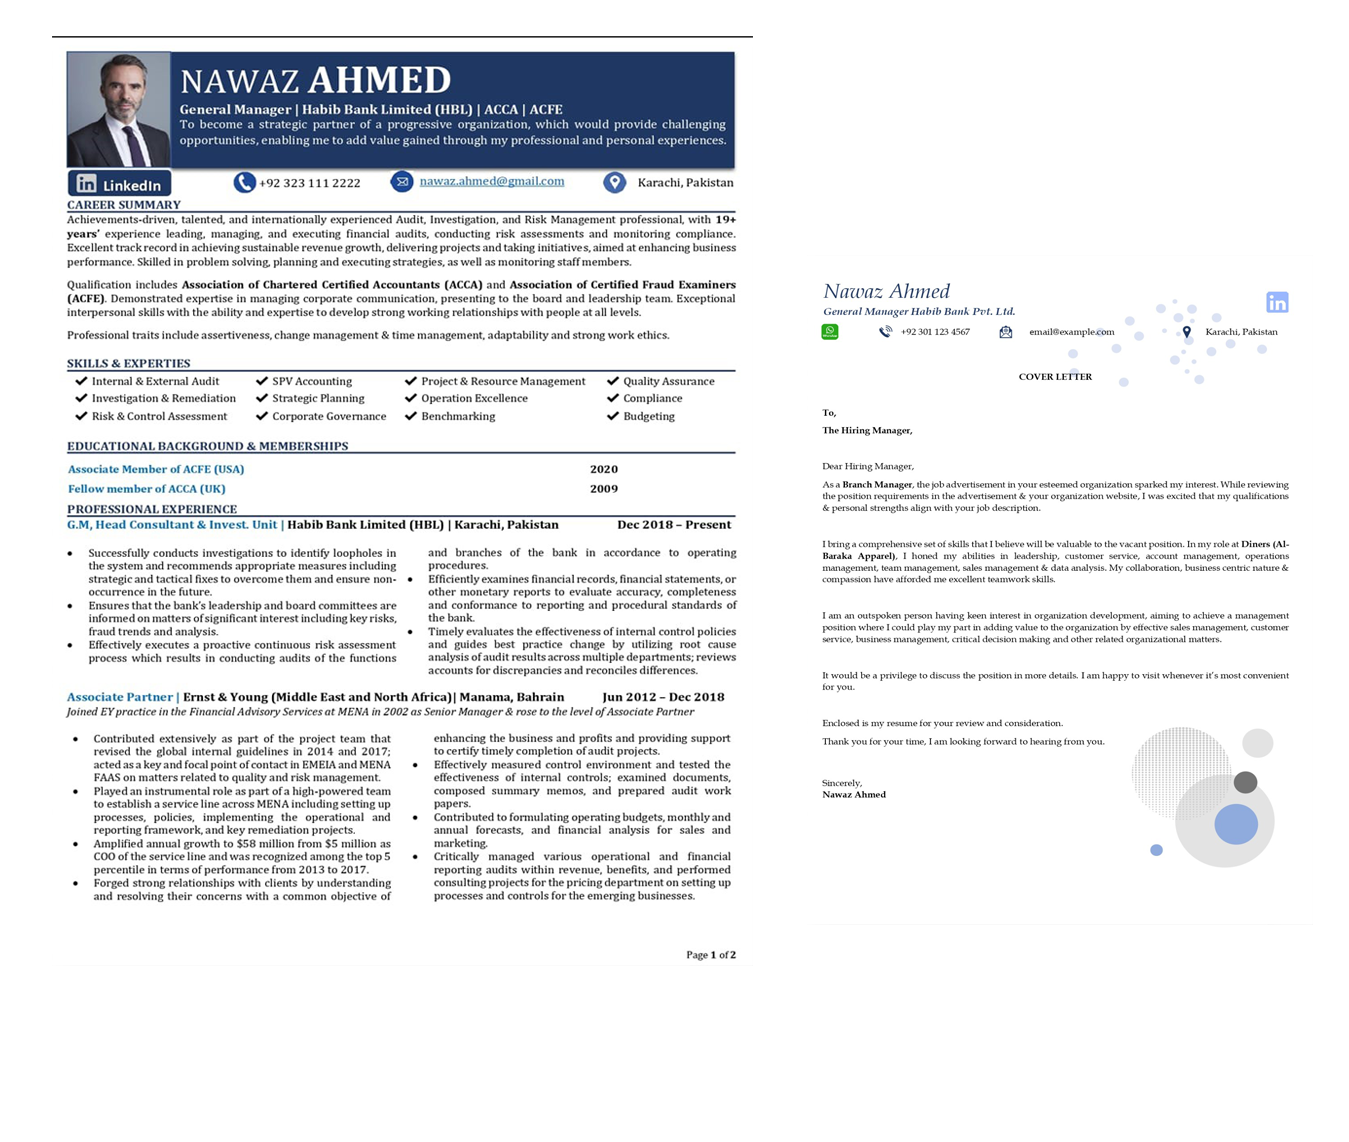 NAWAZ AHMED
General Manager | Habib Bank Limited (HBL) | ACCA | ACFE
To become a strategic partner of a progressive organization, which would provide challenging
opportunities, enabling me to add value gained through my professional and personal experiences.
in LinkedIn
+92 323 111 2222
nawaz.ahmed@gmail.com
Karachi, Pakistan
CAREER SUMMARY
Achievements-driven, talented, and internationally experienced Audit, Investigation, and Risk Management professional, with 19+
years' experience leading, managing, and executing financial audits, conducting risk assessments and monitoring compliance.
Excellent track record in achieving sustainable revenue growth, delivering projects and taking initiatives, aimed at enhancing business
performance. Skilled in problem solving, planning and executing strategies, as well as monitoring staff members.
Qualification includes Association of Chartered Certified Accountants (ACCA) and Association of Certified Fraud Examiners
(ACFE). Demonstrated expertise in managing corporate communication, presenting to the board and leadership team. Exceptional
interpersonal skills with the ability and expertise to develop strong working relationships with people at all levels.
Professional traits include assertiveness, change management & time management, adaptability and strong work ethics.
SKILLS & EXPERTIES
✔ Internal & External Audit ✔ SPV Accounting ✔ Project & Resource Management ✔ Quality Assurance
✔ Investigation & Remediation ✔ Strategic Planning ✔ Operation Excellence ✔ Compliance
✔ Risk & Control Assessment ✔ Corporate Governance ✔ Benchmarking ✔ Budgeting
EDUCATIONAL BACKGROUND & MEMBERSHIPS
Associate Member of ACFE (USA) 2020
Fellow member of ACCA (UK) 2009
PROFESSIONAL EXPERIENCE
G.M, Head Consultant & Invest. Unit | Habib Bank Limited (HBL) | Karachi, Pakistan Dec 2018 – Present
• Successfully conducts investigations to identify loopholes in
the system and recommends appropriate measures including
strategic and tactical fixes to overcome them and ensure non-
occurrence in the future.
• Ensures that the bank's leadership and board committees are
informed on matters of significant interest including key risks,
fraud trends and analysis.
• Effectively executes a proactive continuous risk assessment
process which results in conducting audits of the functions
and branches of the bank in accordance to operating
procedures.
• Efficiently examines financial records, financial statements, or
other monetary reports to evaluate accuracy, completeness
and conformance to reporting and procedural standards of
the bank.
• Timely evaluates the effectiveness of internal control policies
and guides best practice change by utilizing root cause
analysis of audit results across multiple departments; reviews
accounts for discrepancies and reconciles differences.
Associate Partner | Ernst & Young (Middle East and North Africa)| Manama, Bahrain Jun 2012 – Dec 2018
Joined EY practice in the Financial Advisory Services at MENA in 2002 as Senior Manager & rose to the level of Associate Partner
• Contributed extensively as part of the project team that
revised the global internal guidelines in 2014 and 2017;
acted as a key and focal point of contact in EMEIA and MENA
FAAS on matters related to quality and risk management.
• Played an instrumental role as part of a high-powered team
to establish a service line across MENA including setting up
processes, policies, implementing the operational and
reporting framework, and key remediation projects.
• Amplified annual growth to $58 million from $5 million as
COO of the service line and was recognized among the top 5
percentile in terms of performance from 2013 to 2017.
• Forged strong relationships with clients by understanding
and resolving their concerns with a common objective of
enhancing the business and profits and providing support
to certify timely completion of audit projects.
• Effectively measured control environment and tested the
effectiveness of internal controls; examined documents,
composed summary memos, and prepared audit work
papers.
• Contributed to formulating operating budgets, monthly and
annual forecasts, and financial analysis for sales and
marketing.
• Critically managed various operational and financial
reporting audits within revenue, benefits, and performed
consulting projects for the pricing department on setting up
processes and controls for the emerging businesses.
Page 1 of 2
Nawaz Ahmed
in
General Manager Habib Bank Pvt. Ltd.
+92 301 123 4567
email@example.com
Karachi, Pakistan
COVER LETTER
To,
The Hiring Manager,
Dear Hiring Manager,
As a Branch Manager, the job advertisement in your esteemed organization sparked my interest. While reviewing
the position requirements in the advertisement & your organization website, I was excited that my qualifications
& personal strengths align with your job description.
I bring a comprehensive set of skills that I believe will be valuable to the vacant position. In my role at Diners (Al-
Baraka Apparel), I honed my abilities in leadership, customer service, account management, operations
management, team management, sales management & data analysis. My collaboration, business centric nature &
compassion have afforded me excellent teamwork skills.
I am an outspoken person having keen interest in organization development, aiming to achieve a management
position where I could play my part in adding value to the organization by effective sales management, customer
service, business management, critical decision making and other related organizational matters.
It would be a privilege to discuss the position in more details. I am happy to visit whenever it's most convenient
for you.
Enclosed is my resume for your review and consideration.
Thank you for your time, I am looking forward to hearing from you.
Sincerely,
Nawaz Ahmed